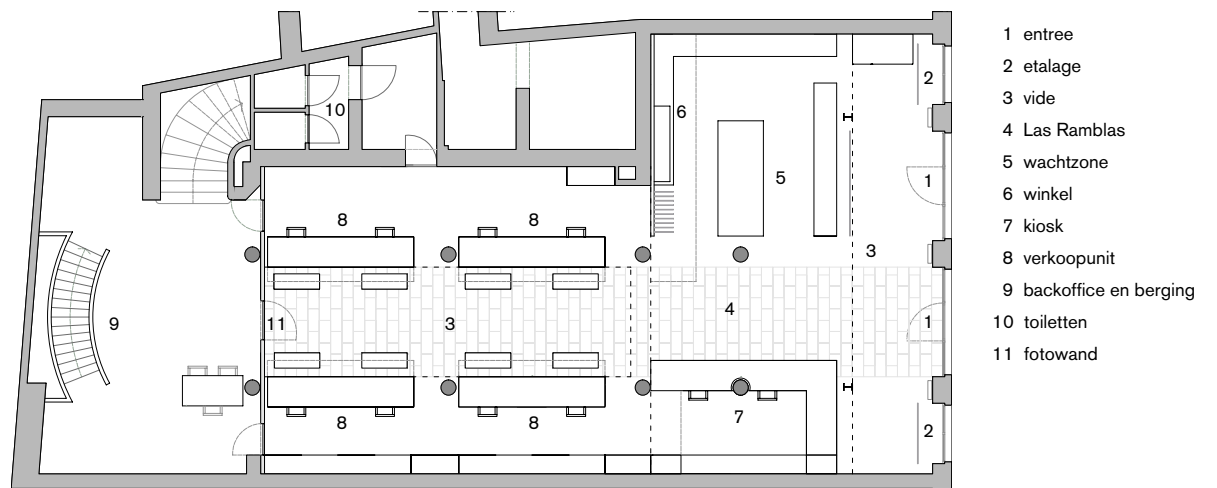 10
6
2
5
1
8
8
3
9
11
3
4
1
8
8
7
2
1 entree
2 etalage
3 vide
4 Las Ramblas
5 wachtzone
6 winkel
7 kiosk
8 verkoopunit
9 backoffice en berging
10 toiletten
11 fotowand